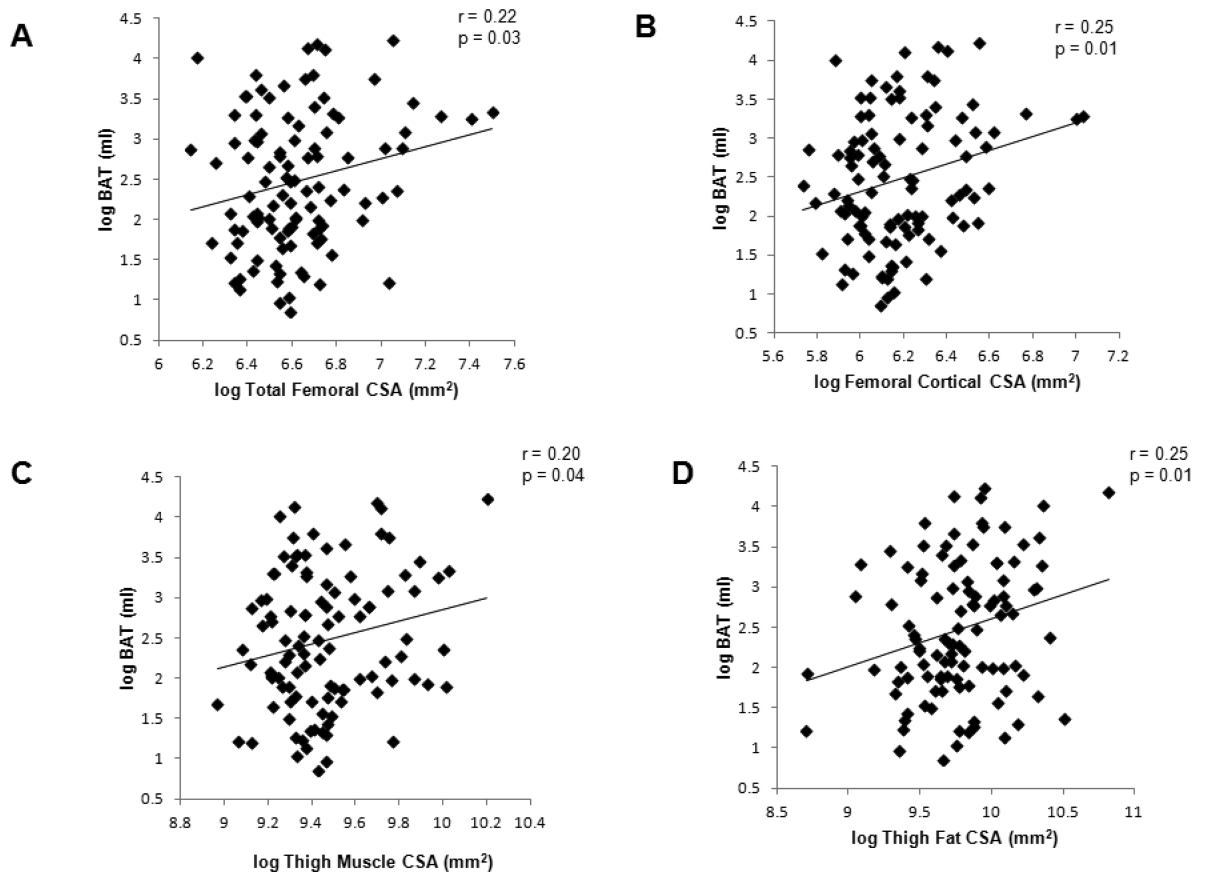 A
r = 0.22
p = 0.03
4.5
4
3.5
3
2.5
2
1.5
1
0.5
log BAT (ml)
6 6.2 6.4 6.6 6.8 7 7.2 7.4 7.6
log Total Femoral CSA (mm²)
B
r = 0.25
p = 0.01
4.5
4
3.5
3
2.5
2
1.5
1
0.5
log BAT (ml)
5.6 5.8 6 6.2 6.4 6.6 6.8 7 7.2
log Femoral Cortical CSA (mm²)
C
r = 0.20
p = 0.04
4.5
4
3.5
3
2.5
2
1.5
1
0.5
log BAT (ml)
8.8 9 9.2 9.4 9.6 9.8 10 10.2 10.4
log Thigh Muscle CSA (mm²)
D
r = 0.25
p = 0.01
4.5
4
3.5
3
2.5
2
1.5
1
0.5
log BAT (ml)
8.5 9 9.5 10 10.5 11
log Thigh Fat CSA (mm²)